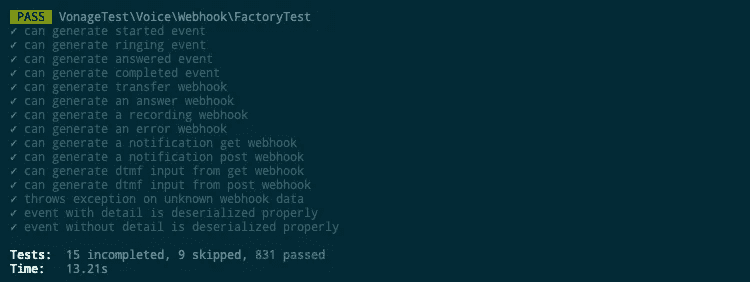 PASS VonageTest\Voice\Webhook\FactoryTest
✓ can generate started event
✓ can generate ringing event
✓ can generate answered event
✓ can generate completed event
✓ can generate transfer webhook
✓ can generate an answer webhook
✓ can generate a recording webhook
✓ can generate an error webhook
✓ can generate a notification get webhook
✓ can generate a notification post webhook
✓ can generate dtmf input from get webhook
✓ can generate dtmf input from post webhook
✓ throws exception on unknown webhook data
✓ event with detail is deserialized properly
✓ event without detail is deserialized properly
Tests: 15 incompleted, 9 skipped, 831 passed
Time: 13.21s